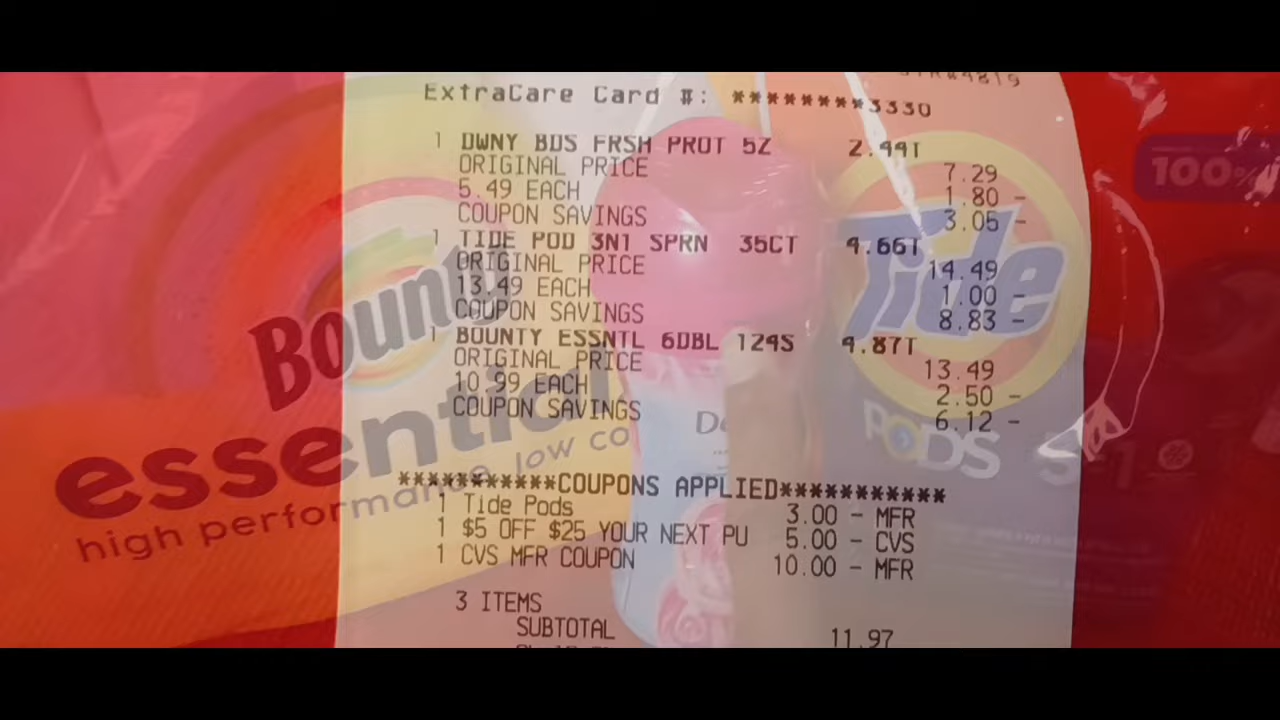 ExtraCare Card #: ********3330
1 DWNY BDS FRSH PROT 5Z 2.44T
ORIGINAL PRICE 7.29
5.49 EACH 1.80 -
COUPON SAVINGS 3.05 -
1 TIDE POD 3N1 SPRN 35CT 4.66T
ORIGINAL PRICE 14.49
13.49 EACH 1.00 -
COUPON SAVINGS 8.83 -
1 BOUNTY ESSNTL 6DBL 124S 4.87T
ORIGINAL PRICE 13.49
10.99 EACH 2.50 -
COUPON SAVINGS 6.12 -
***********COUPONS APPLIED***********
1 Tide Pods 3.00 - MFR
1 $5 OFF $25 YOUR NEXT PU 5.00 - CVS
1 CVS MFR COUPON 10.00 - MFR
3 ITEMS
SUBTOTAL 11.97
Bounty
essential
high performance low co
Tide
PODS
100%